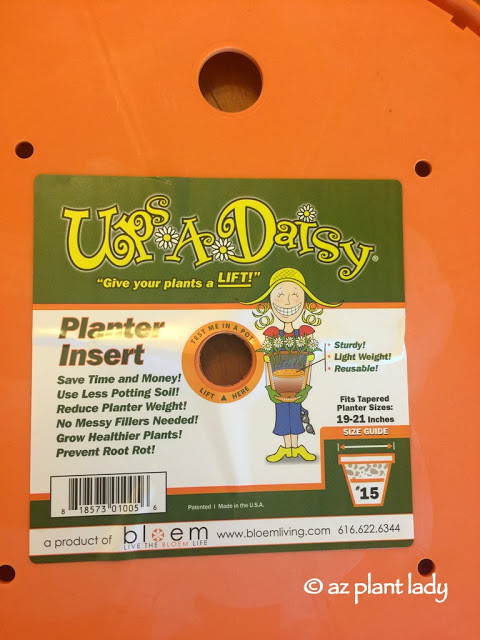 UpsADaisy®
"Give your plants a LIFT!"
TEST ME IN A POT
LIFT ▲ HERE
Planter
Insert
Save Time and Money!
Use Less Potting Soil!
Reduce Planter Weight!
No Messy Fillers Needed!
Grow Healthier Plants!
Prevent Root Rot!
Sturdy!
Light Weight!
Reusable!
Fits Tapered
Planter Sizes:
19-21 Inches
SIZE GUIDE
#15
8 18573 01005 6
Patented | Made in the U.S.A.
a product of bloem www.bloemliving.com 616.622.6344
LIVE THE BLOEM LIFE
© az plant lady